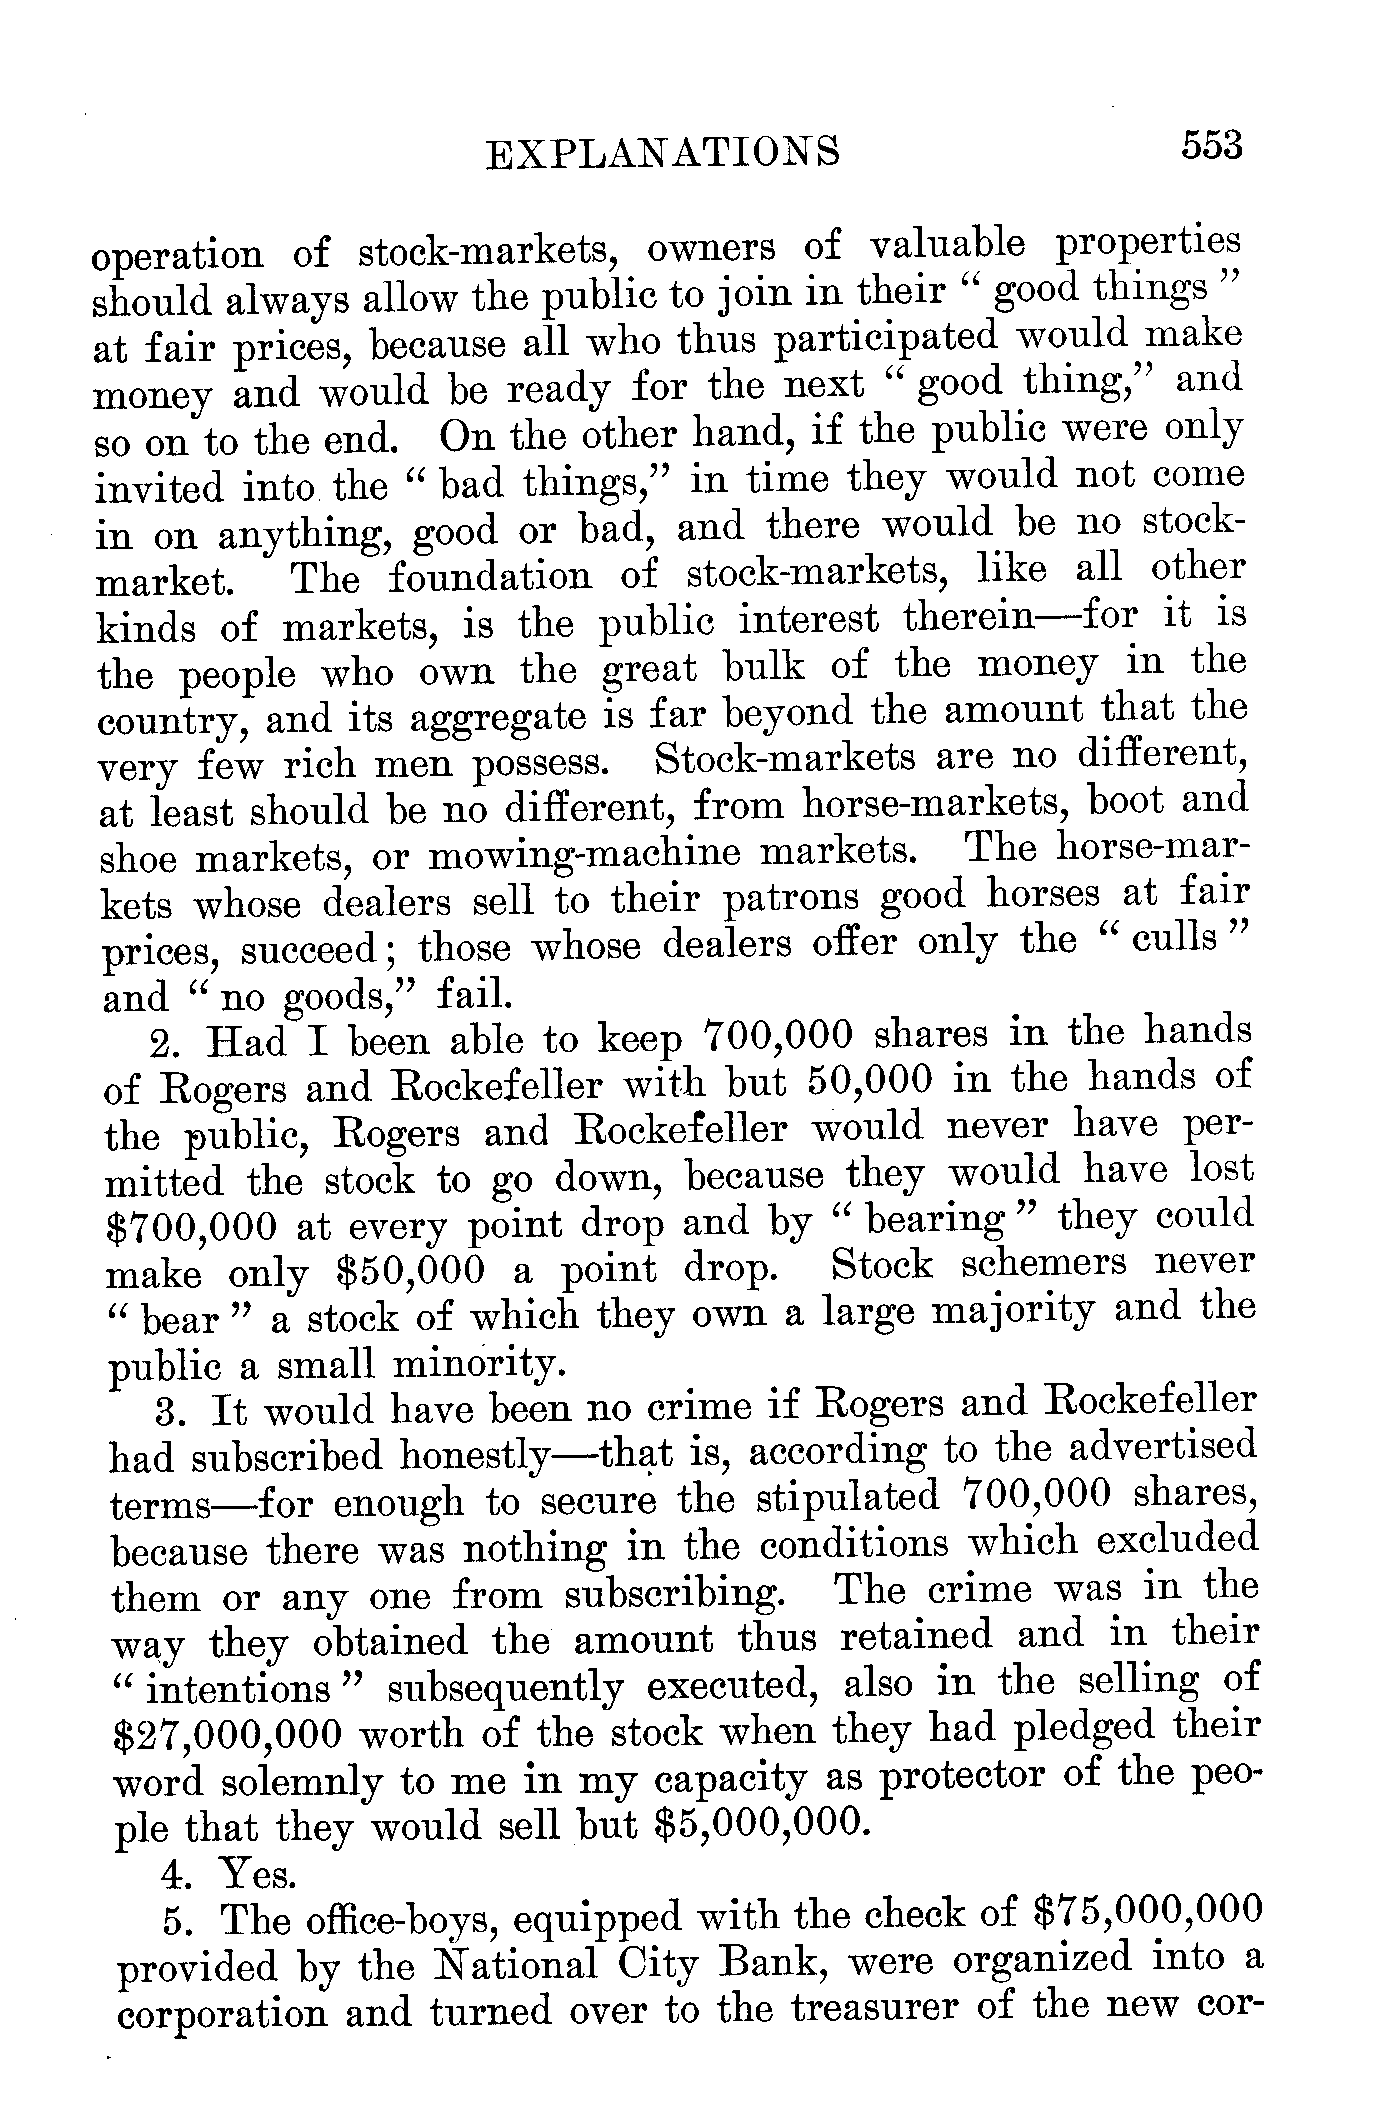 EXPLANATIONS 553
operation of stock-markets, owners of valuable properties
should always allow the public to join in their “ good things ”
at fair prices, because all who thus participated would make
money and would be ready for the next “ good thing,” and
so on to the end. On the other hand, if the public were only
invited into the “ bad things,” in time they would not come
in on anything, good or bad, and there would be no stock-
market. The foundation of stock-markets, like all other
kinds of markets, is the public interest therein—for it is
the people who own the great bulk of the money in the
country, and its aggregate is far beyond the amount that the
very few rich men possess. Stock-markets are no different,
at least should be no different, from horse-markets, boot and
shoe markets, or mowing-machine markets. The horse-mar-
kets whose dealers sell to their patrons good horses at fair
prices, succeed; those whose dealers offer only the “ culls ”
and “ no goods,” fail.
2. Had I been able to keep 700,000 shares in the hands
of Rogers and Rockefeller with but 50,000 in the hands of
the public, Rogers and Rockefeller would never have per-
mitted the stock to go down, because they would have lost
$700,000 at every point drop and by “ bearing ” they could
make only $50,000 a point drop. Stock schemers never
“ bear ” a stock of which they own a large majority and the
public a small minority.
3. It would have been no crime if Rogers and Rockefeller
had subscribed honestly—that is, according to the advertised
terms—for enough to secure the stipulated 700,000 shares,
because there was nothing in the conditions which excluded
them or any one from subscribing. The crime was in the
way they obtained the amount thus retained and in their
“ intentions ” subsequently executed, also in the selling of
$27,000,000 worth of the stock when they had pledged their
word solemnly to me in my capacity as protector of the peo-
ple that they would sell but $5,000,000.
4. Yes.
5. The office-boys, equipped with the check of $75,000,000
provided by the National City Bank, were organized into a
corporation and turned over to the treasurer of the new cor-